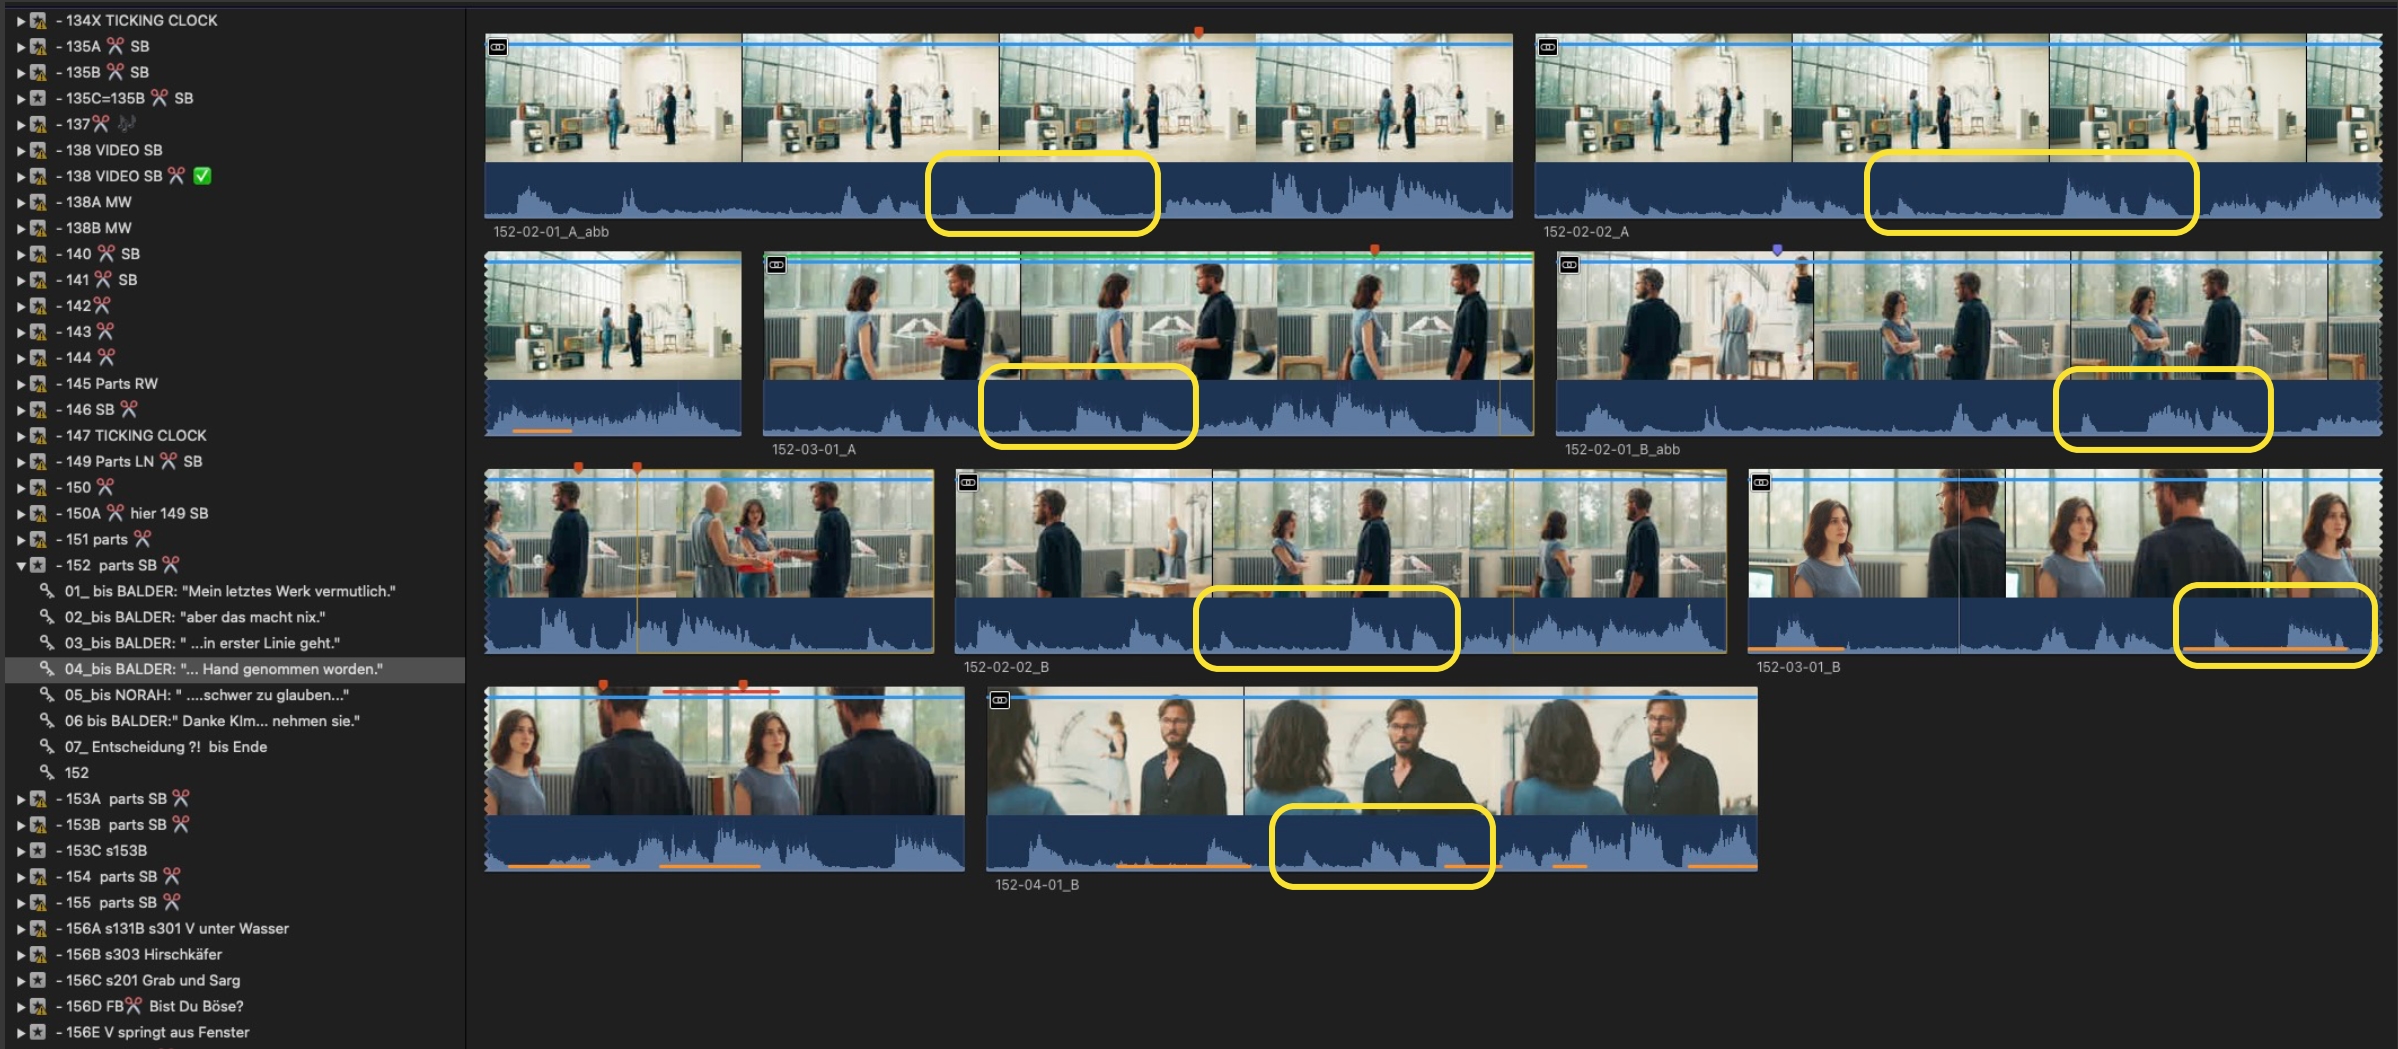 - 134X TICKING CLOCK
- 135A ✂️ SB
- 135B ✂️ SB
- 135C=135B ✂️ SB
- 137✂️ 🎶
- 138 VIDEO SB
- 138 VIDEO SB ✂️ ✅
- 138A MW
- 138B MW
- 140 ✂️ SB
- 141 ✂️ SB
- 142✂️
- 143 ✂️
- 144 ✂️
- 145 Parts RW
- 146 SB ✂️
- 147 TICKING CLOCK
- 149 Parts LN ✂️ SB
- 150 ✂️
- 150A ✂️ hier 149 SB
- 151 parts ✂️
- 152  parts SB ✂️
01_ bis BALDER: "Mein letztes Werk vermutlich."
02_bis BALDER: "aber das macht nix."
03_bis BALDER: " ...in erster Linie geht."
04_bis BALDER: "... Hand genommen worden."
05_bis NORAH: " ....schwer zu glauben..."
06 bis BALDER:" Danke KIm... nehmen sie."
07_ Entscheidung ?!  bis Ende
152
- 153A  parts SB ✂️
- 153B  parts SB ✂️
- 153C s153B
- 154  parts SB ✂️
- 155  parts SB ✂️
- 156A s131B s301 V unter Wasser
- 156B s303 Hirschkäfer
- 156C s201 Grab und Sarg
- 156D FB✂️ Bist Du Böse?
- 156E V springt aus Fenster
152-02-01_A_abb
152-02-02_A
152-03-01_A
152-02-01_B_abb
152-02-02_B
152-03-01_B
152-04-01_B